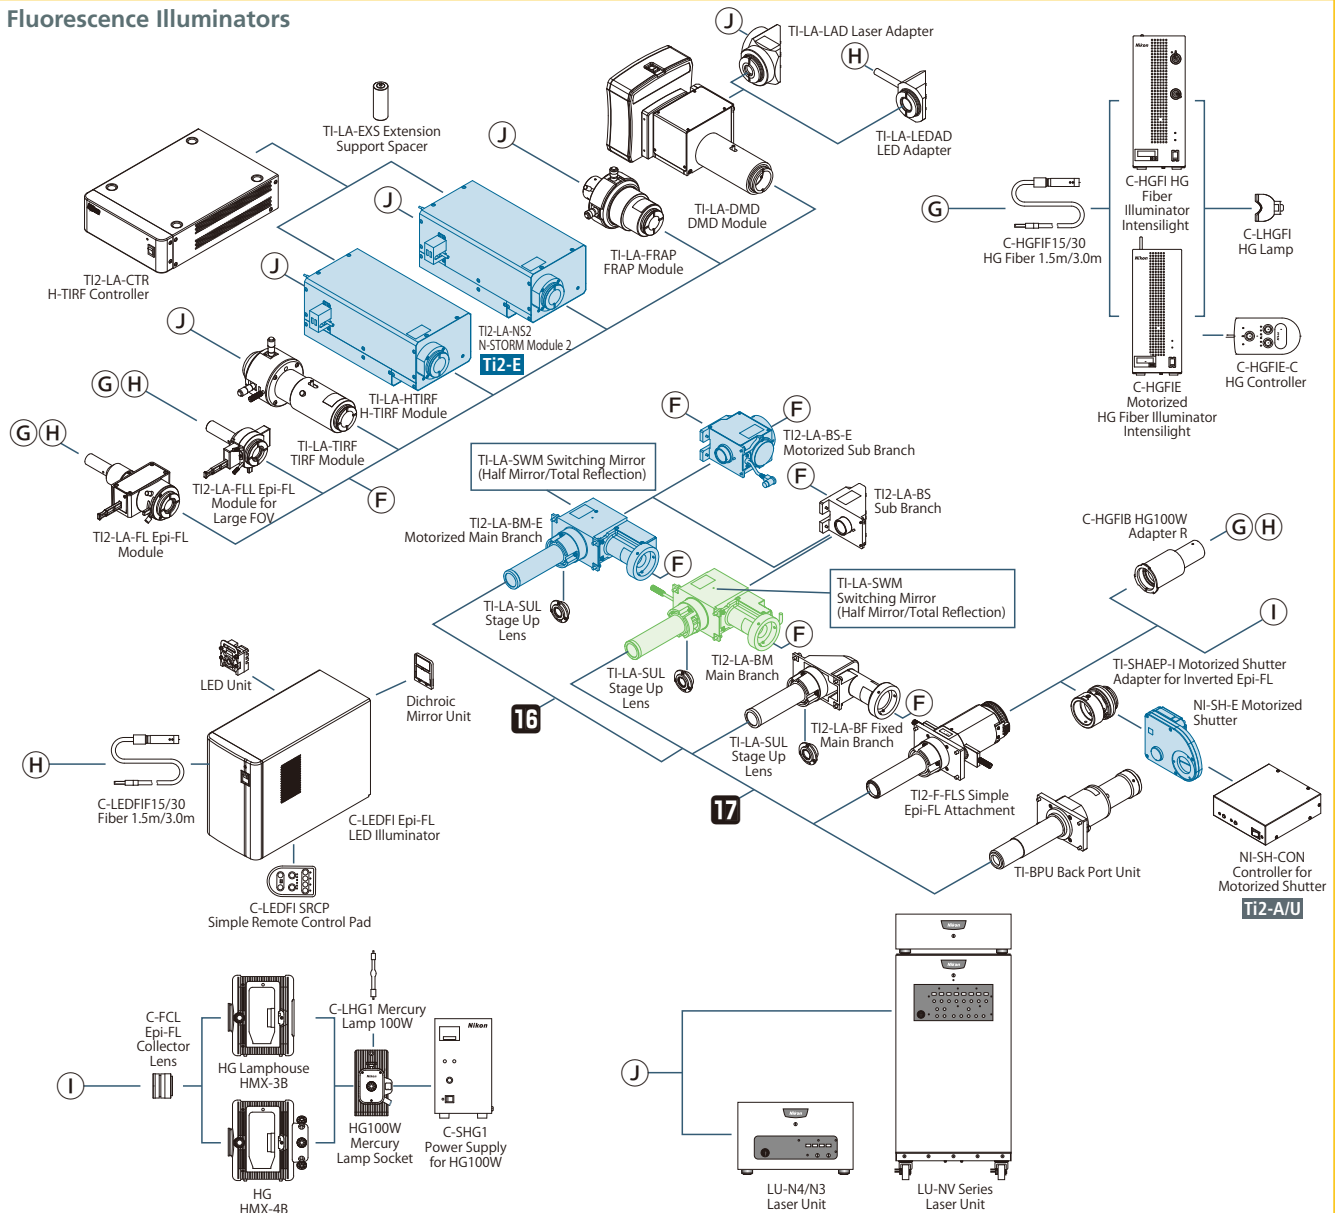 Fluorescence Illuminators
J
TI-LA-LAD Laser Adapter
H
TI-LA-LEDAD
LED Adapter
TI-LA-EXS Extension
Support Spacer
J
TI-LA-DMD
DMD Module
TI-LA-FRAP
FRAP Module
J
TI2-LA-CTR
H-TIRF Controller
J
TI2-LA-NS2
N-STORM Module 2
Ti2-E
J
TI-LA-HTIRF
H-TIRF Module
TI-LA-TIRF
TIRF Module
G H
TI2-LA-FLL Epi-FL
Module for
Large FOV
G H
TI2-LA-FL Epi-FL
Module
F
Nikon
C-HGFI HG
Fiber
Illuminator
Intensilight
G
C-HGFIF15/30
HG Fiber 1.5m/3.0m
C-LHGFI
HG Lamp
Nikon
C-HGFIE
Motorized
HG Fiber Illuminator
Intensilight
C-HGFIE-C
HG Controller
F
F
TI2-LA-BS-E
Motorized Sub Branch
TI-LA-SWM Switching Mirror
(Half Mirror/Total Reflection)
F
TI2-LA-BS
Sub Branch
TI2-LA-BM-E
Motorized Main Branch
F
TI-LA-SUL
Stage Up
Lens
TI-LA-SWM
Switching Mirror
(Half Mirror/Total Reflection)
F
TI2-LA-BM
Main Branch
TI-LA-SUL
Stage Up
Lens
C-HGFIB HG100W
Adapter R
G H
I
TI-SHAEP-I Motorized Shutter
Adapter for Inverted Epi-FL
NI-SH-E Motorized
Shutter
F
TI2-LA-BF Fixed
Main Branch
TI-LA-SUL
Stage Up
Lens
16
17
TI2-F-FLS Simple
Epi-FL Attachment
TI-BPU Back Port Unit
NI-SH-CON
Controller for
Motorized Shutter
Ti2-A/U
LED Unit
Dichroic
Mirror Unit
H
C-LEDFIF15/30
Fiber 1.5m/3.0m
C-LEDFI Epi-FL
LED Illuminator
C-LEDFI SRCP
Simple Remote Control Pad
I
C-FCL
Epi-FL
Collector
Lens
HG Lamphouse
HMX-3B
HG
HMX-4B
C-LHG1 Mercury
Lamp 100W
HG100W
Mercury
Lamp Socket
Nikon
C-SHG1
Power Supply
for HG100W
J
Nikon
LU-N4/N3
Laser Unit
Nikon
Nikon
LU-NV Series
Laser Unit